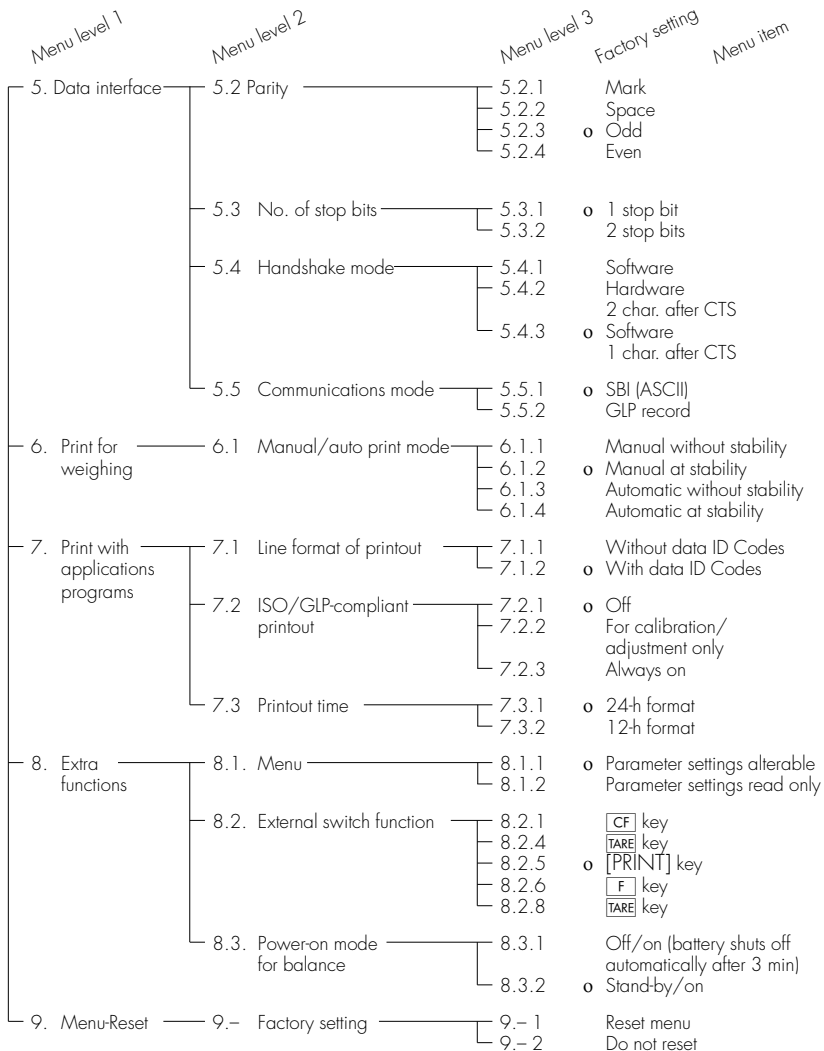 Menu level 1 Menu level 2 Menu level 3 Factory setting Menu item
5. Data interface 5.2 Parity 5.2.1 Mark
5.2.2 Space
5.2.3 o Odd
5.2.4 Even
5.3 No. of stop bits 5.3.1 o 1 stop bit
5.3.2 2 stop bits
5.4 Handshake mode 5.4.1 Software
5.4.2 Hardware
2 char. after CTS
5.4.3 o Software
1 char. after CTS
5.5 Communications mode 5.5.1 o SBI (ASCII)
5.5.2 GLP record
6. Print for 6.1 Manual/auto print mode 6.1.1 Manual without stability
weighing 6.1.2 o Manual at stability
6.1.3 Automatic without stability
6.1.4 Automatic at stability
7. Print with 7.1 Line format of printout 7.1.1 Without data ID Codes
applications 7.1.2 o With data ID Codes
programs
7.2 ISO/GLP-compliant 7.2.1 o Off
printout 7.2.2 For calibration/
adjustment only
7.2.3 Always on
7.3 Printout time 7.3.1 o 24-h format
7.3.2 12-h format
8. Extra 8.1. Menu 8.1.1 o Parameter settings alterable
functions 8.1.2 Parameter settings read only
8.2. External switch function 8.2.1 CF key
8.2.4 TARE key
8.2.5 o [PRINT] key
8.2.6 F key
8.2.8 TARE key
8.3. Power-on mode 8.3.1 Off/on (battery shuts off
for balance automatically after 3 min)
8.3.2 o Stand-by/on
9. Menu-Reset 9.– Factory setting 9.– 1 Reset menu
9.– 2 Do not reset